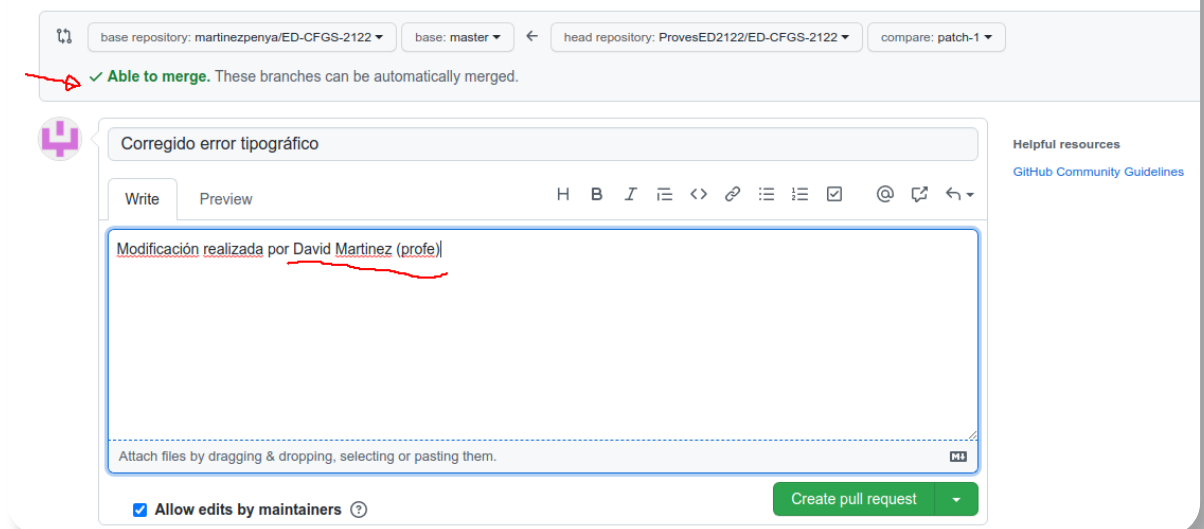 base repository: martinezpenya/ED-CFGS-2122 base: master head repository: ProvesED2122/ED-CFGS-2122 compare: patch-1
Able to merge. These branches can be automatically merged.
Corregido error tipográfico
Helpful resources
GitHub Community Guidelines
Write Preview
Modificación realizada por David Martinez (profe)
Attach files by dragging & dropping, selecting or pasting them.
Create pull request
Allow edits by maintainers